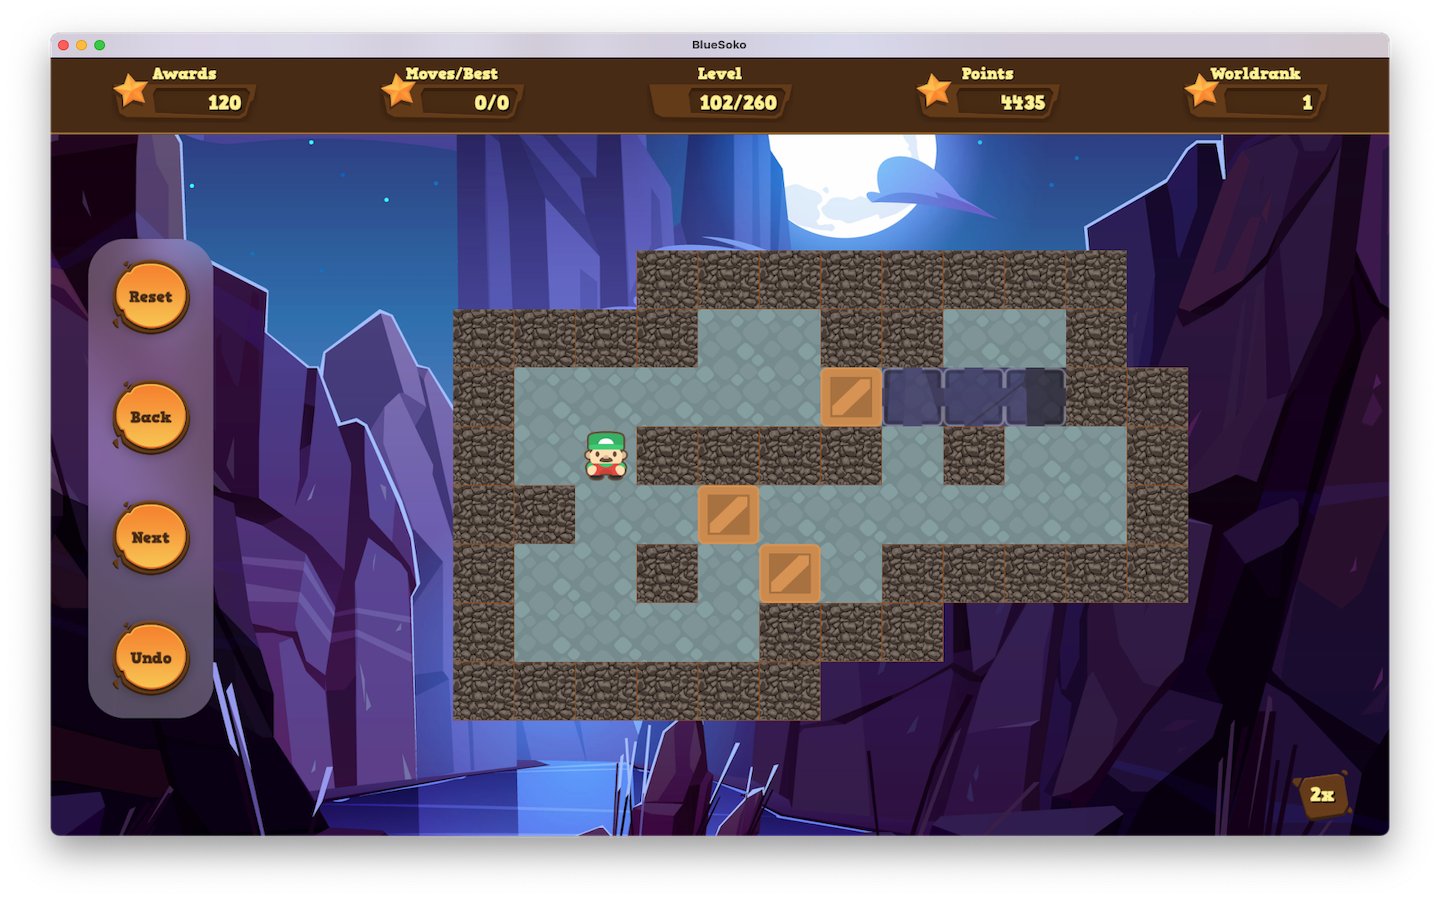 BlueSoko
Awards
120
Moves/Best
0/0
Level
102/260
Points
4435
Worldrank
1
Reset
Back
Next
Undo
2x